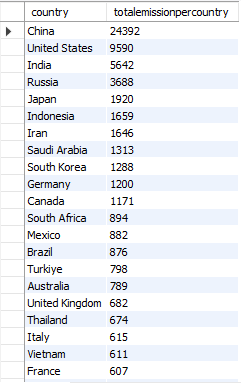 country totalemissionpercountry
China 24392
United States 9590
India 5642
Russia 3688
Japan 1920
Indonesia 1659
Iran 1646
Saudi Arabia 1313
South Korea 1288
Germany 1200
Canada 1171
South Africa 894
Mexico 882
Brazil 876
Turkiye 798
Australia 789
United Kingdom 682
Thailand 674
Italy 615
Vietnam 611
France 607